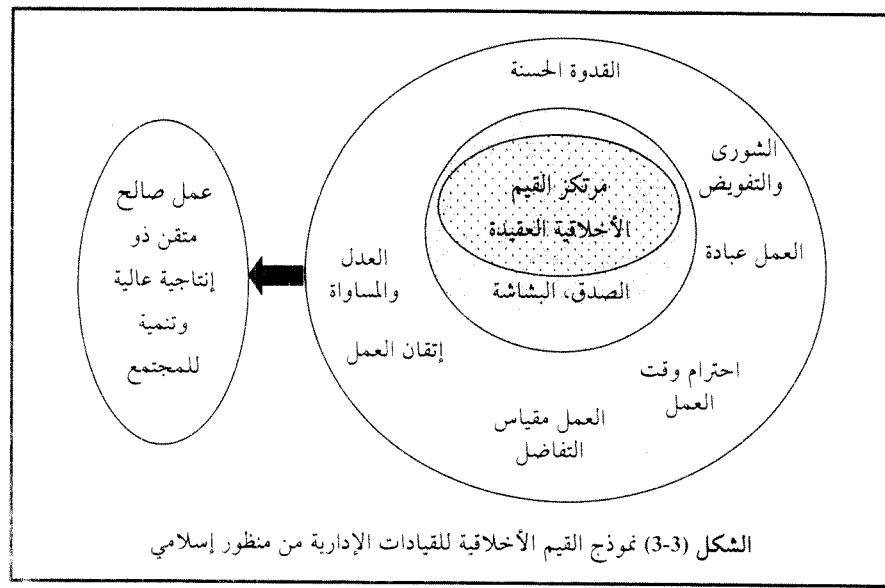 القدوة الحسنة
الشورى
والتفويض
العمل عبادة
احترام وقت
العمل
العمل مقياس
التفاضل
إتقان العمل
العدل
والمساواة
مرتكز القيم
الأخلاقية العقيدة
الصدق، البشاشة
عمل صالح
متقن ذو
إنتاجية عالية
وتنمية
للمجتمع
الشكل (3-3) نموذج القيم الأخلاقية للقيادات الإدارية من منظور إسلامي